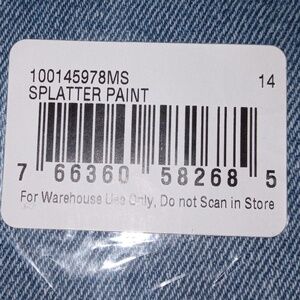 100145978MS 14
SPLATTER PAINT
7 66360 58268 5
For Warehouse Use Only, Do not Scan in Store